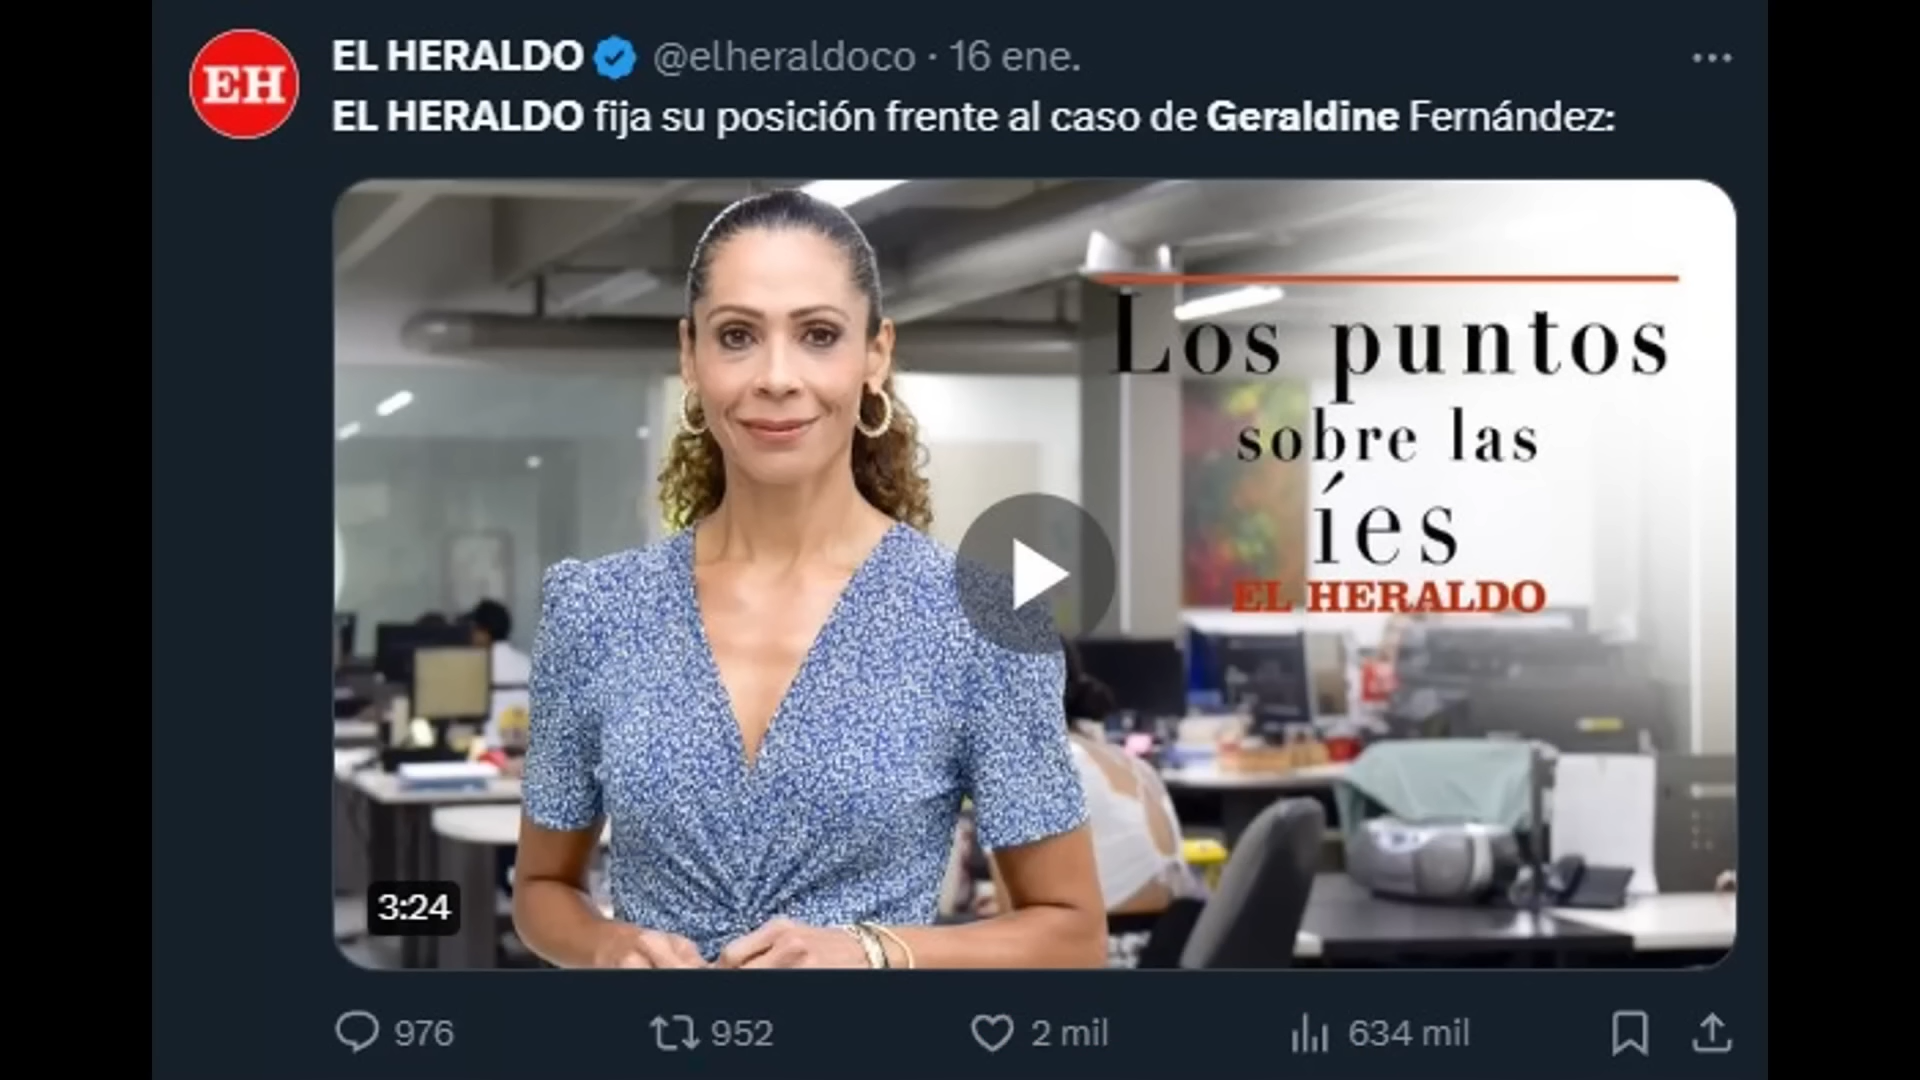 EH
EL HERALDO @elheraldoco · 16 ene.
EL HERALDO fija su posición frente al caso de Geraldine Fernández:
Los puntos
sobre las
íes
EL HERALDO
3:24
976 952 2 mil 634 mil